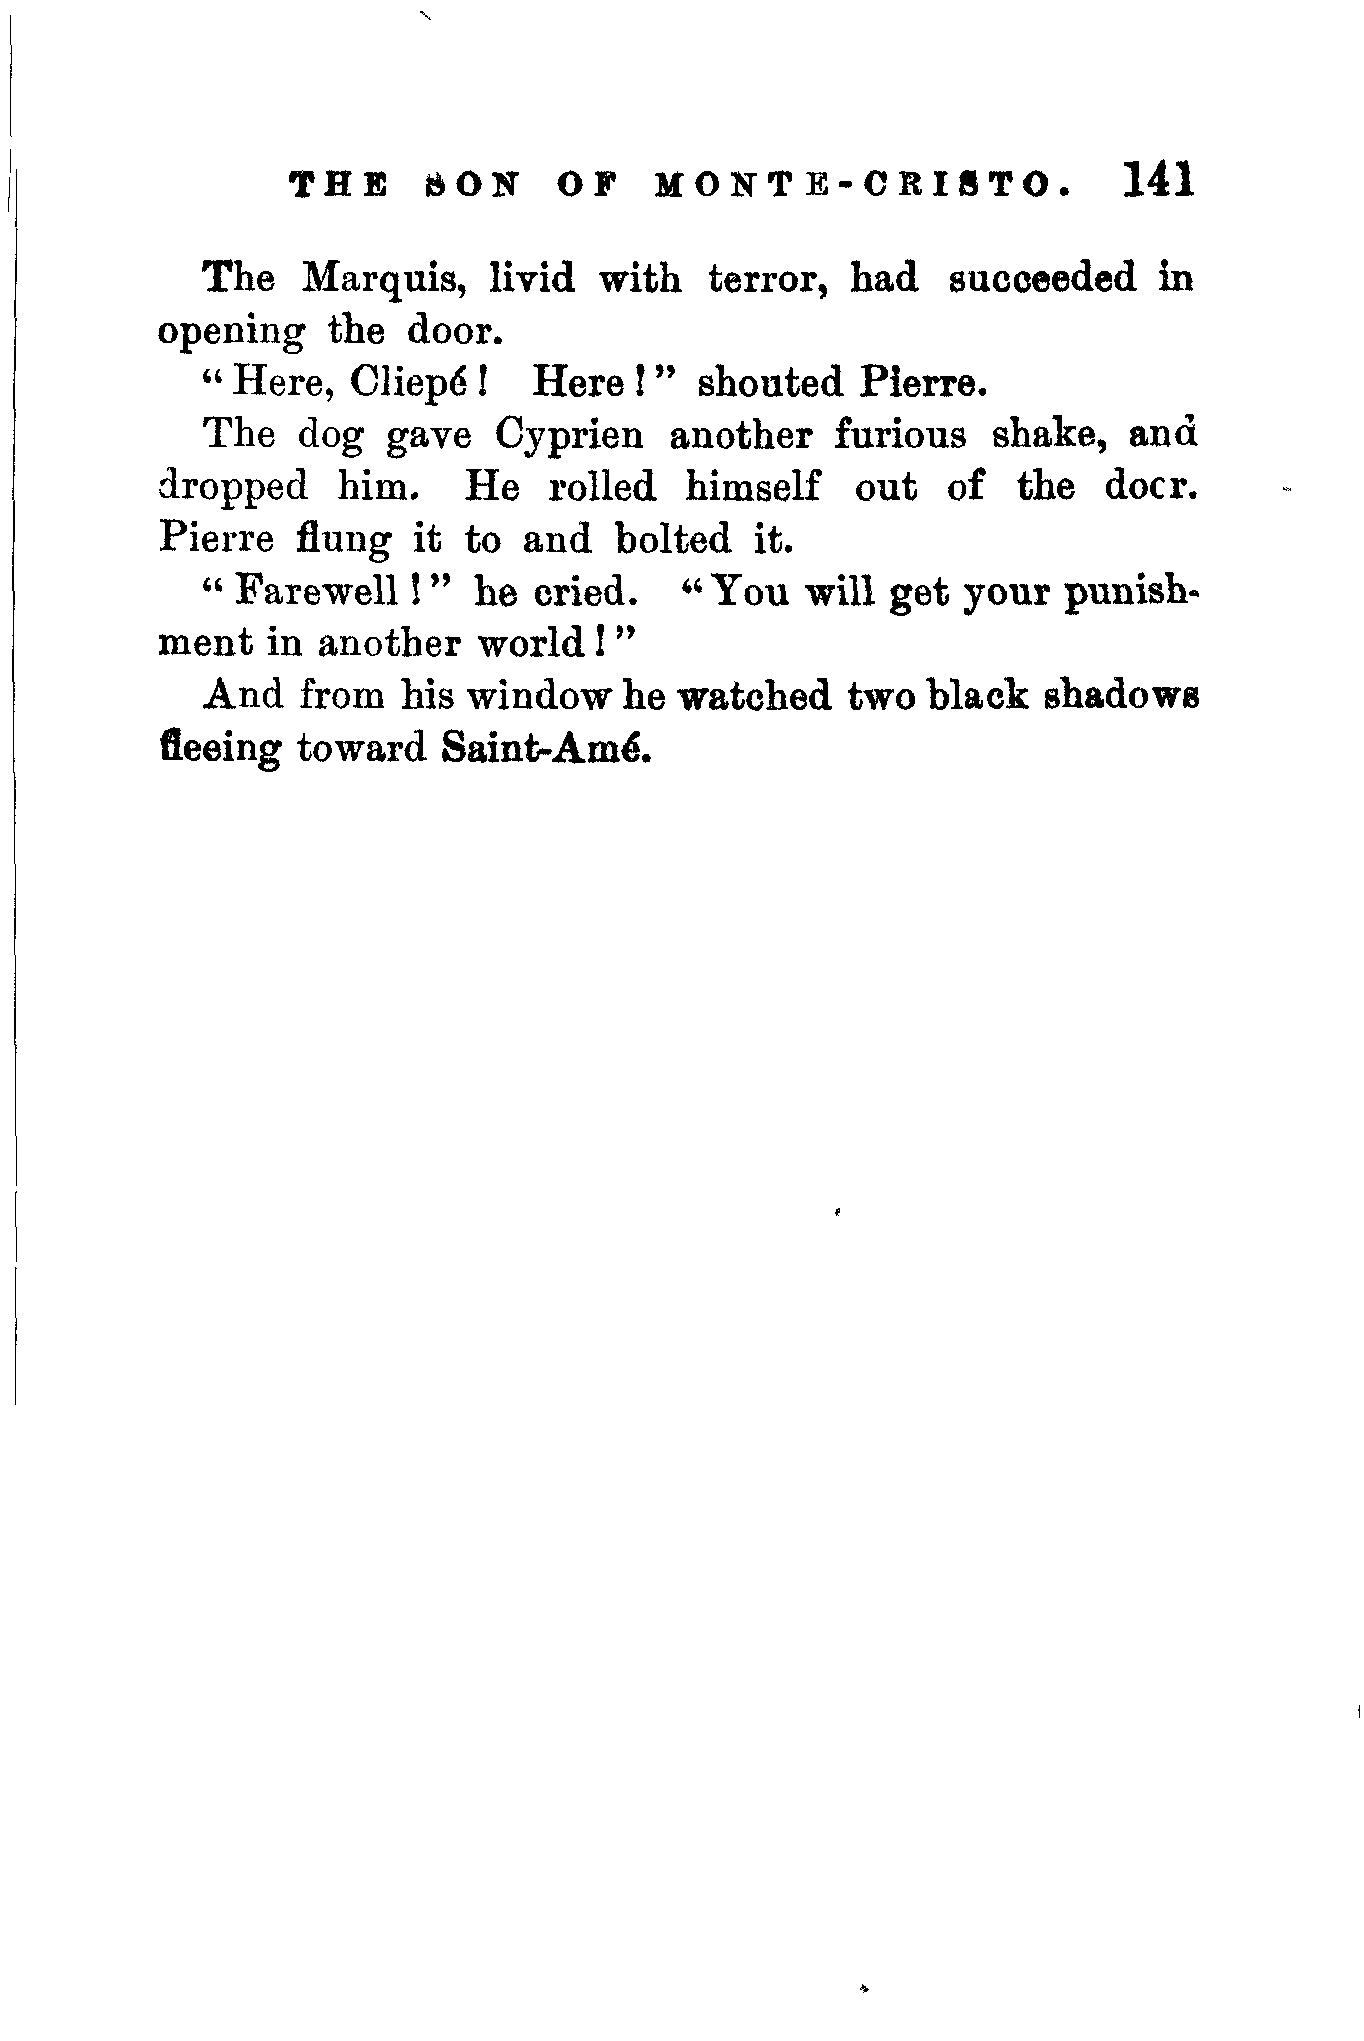 THE SON OF MONTE-CRISTO. 141
The Marquis, livid with terror, had succeeded in
opening the door.
“Here, Cliepé! Here!” shouted Pierre.
The dog gave Cyprien another furious shake, and
dropped him. He rolled himself out of the door.
Pierre flung it to and bolted it.
“Farewell!” he cried. “You will get your punish-
ment in another world!”
And from his window he watched two black shadows
fleeing toward Saint-Amé.